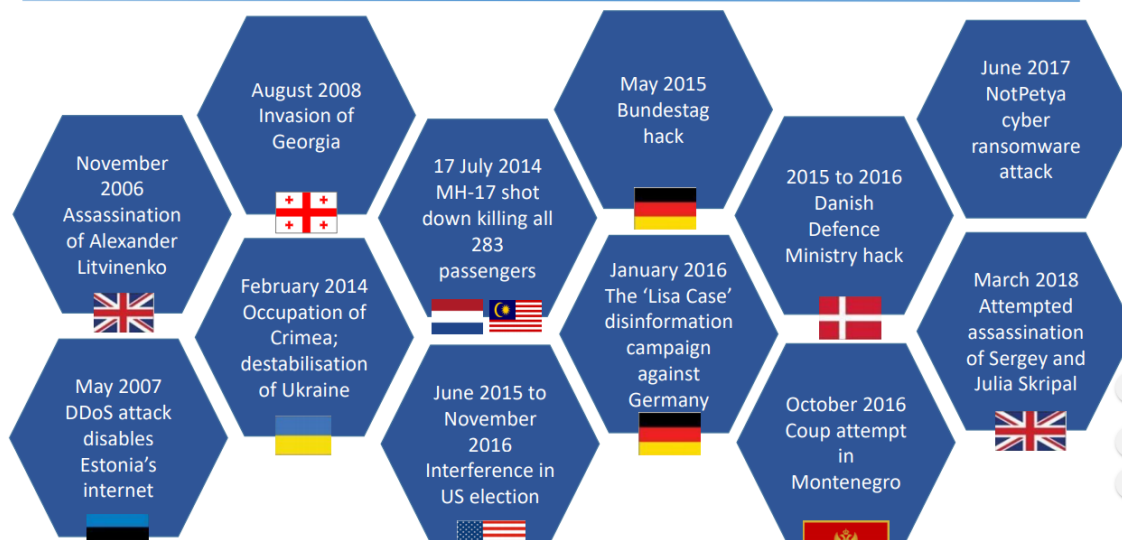 November
2006
Assassination
of Alexander
Litvinenko
May 2007
DDoS attack
disables
Estonia's
internet
August 2008
Invasion of
Georgia
February 2014
Occupation of
Crimea;
destabilisation
of Ukraine
17 July 2014
MH-17 shot
down killing all
283
passengers
June 2015 to
November
2016
Interference in
US election
May 2015
Bundestag
hack
January 2016
The ‘Lisa Case’
disinformation
campaign
against
Germany
2015 to 2016
Danish
Defence
Ministry hack
October 2016
Coup attempt
in
Montenegro
June 2017
NotPetya
cyber
ransomware
attack
March 2018
Attempted
assassination
of Sergey and
Julia Skripal